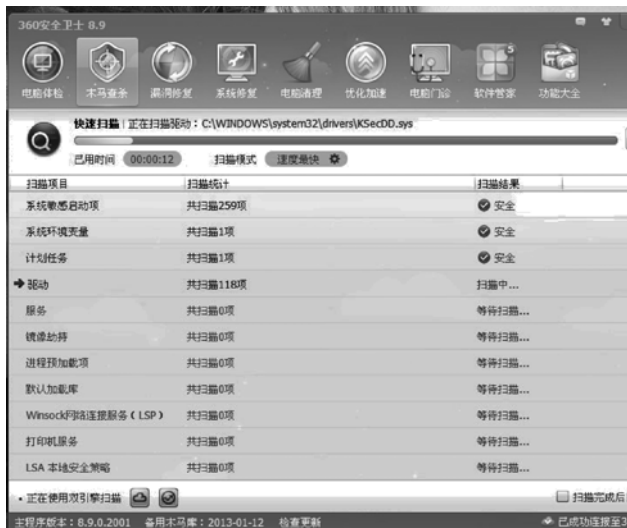 360安全卫士 8.9
电脑体检 木马查杀 漏洞修复 系统修复 电脑清理 优化加速 电脑门诊 软件管家 5 功能大全
快速扫描 正在扫描驱动：C:\WINDOWS\system32\drivers\KSecDD.sys
已用时间 00:00:12 扫描模式 速度最快
扫描项目 扫描统计 扫描结果
系统敏感启动项 共扫描259项 安全
系统环境变量 共扫描1项 安全
计划任务 共扫描1项 安全
驱动 共扫描118项 扫描中...
服务 共扫描0项 等待扫描...
镜像劫持 共扫描0项 等待扫描...
进程预加载项 共扫描0项 等待扫描...
默认加载库 共扫描0项 等待扫描...
Winsock网络连接服务（LSP） 共扫描0项 等待扫描...
打印机服务 共扫描0项 等待扫描...
LSA 本地安全策略 共扫描0项 等待扫描...
正在使用双引擎扫描 扫描完成后
主程序版本：8.9.0.2001 备用木马库：2013-01-12 检查更新 已成功连接至3